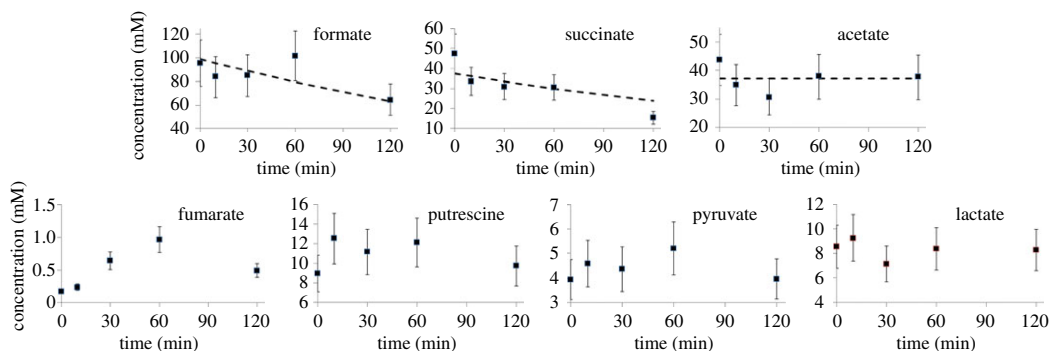 formate
succinate
acetate
concentration (mM)
120
100
80
60
40
60
50
40
30
20
10
50
40
30
20
0 30 60 90 120
0 30 60 90 120
0 30 60 90 120
time (min)
time (min)
time (min)
fumarate
putrescine
pyruvate
lactate
concentration (mM)
1.5
1.0
0.5
0
16
14
12
10
8
6
7
6
5
4
3
2
12
10
8
6
4
0 30 60 90 120
0 30 60 90 120
0 30 60 90 120
0 30 60 90 120
time (min)
time (min)
time (min)
time (min)